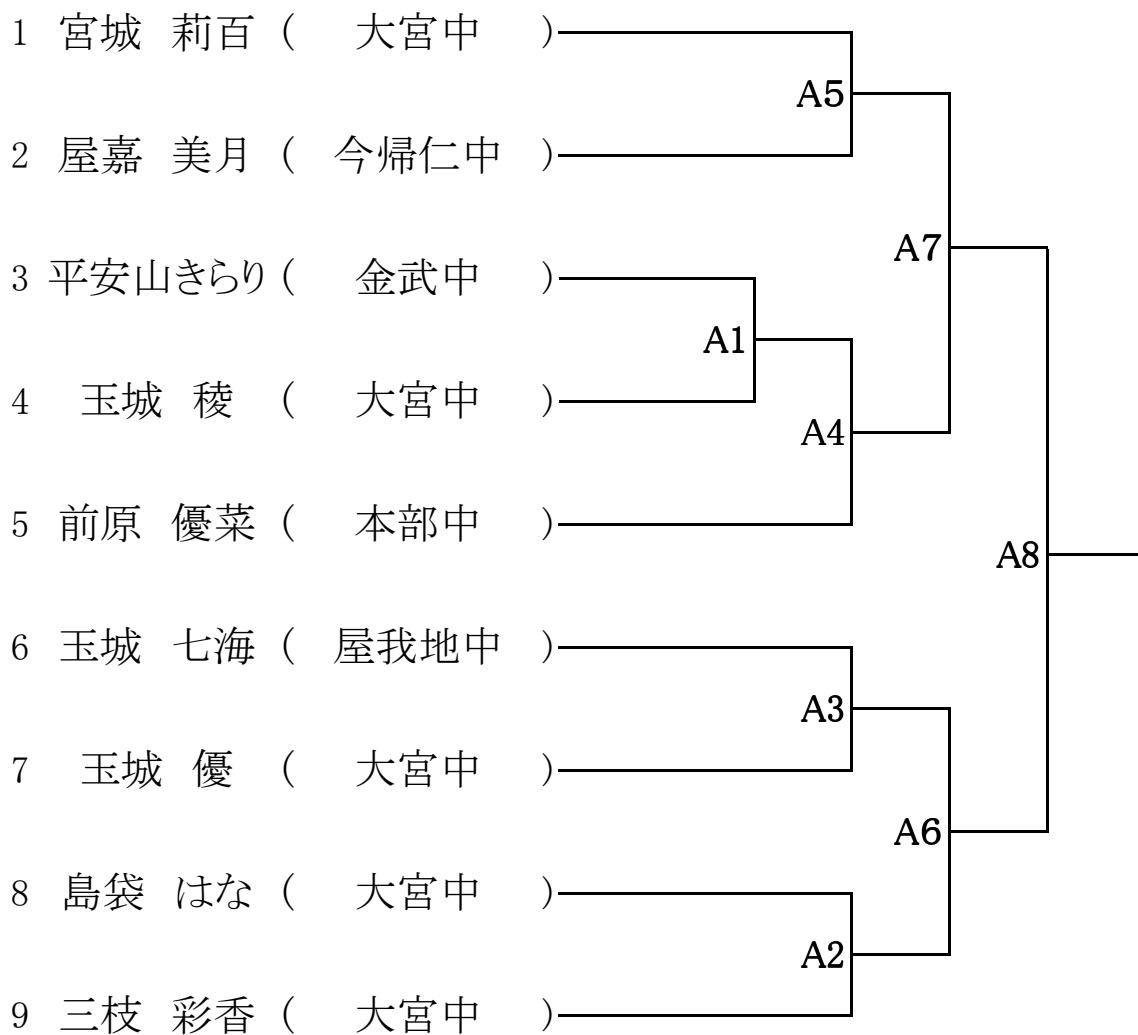 1 宮城 莉百 ( 大宮中 )
A5
2 屋嘉 美月 ( 今帰仁中 )
A7
3 平安山きらり ( 金武中 )
A1
4 玉城 稜 ( 大宮中 )
A4
5 前原 優菜 ( 本部中 )
A8
6 玉城 七海 ( 屋我地中 )
A3
7 玉城 優 ( 大宮中 )
A6
8 島袋 はな ( 大宮中 )
A2
9 三枝 彩香 ( 大宮中 )